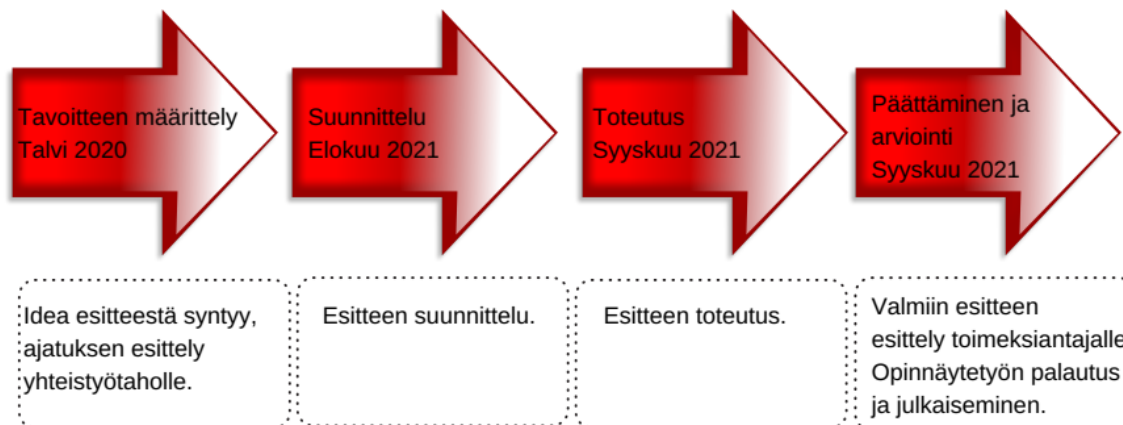 Tavoitteen määrittely
Talvi 2020
Suunnittelu
Elokuu 2021
Toteutus
Syyskuu 2021
Päättäminen ja
arviointi
Syyskuu 2021
Idea esitteestä syntyy,
ajatuksen esittely
yhteistyötaholle.
Esitteen suunnittelu.
Esitteen toteutus.
Valmiin esitteen
esittely toimeksiantajalle
Opinnäytetyön palautus
ja julkaiseminen.